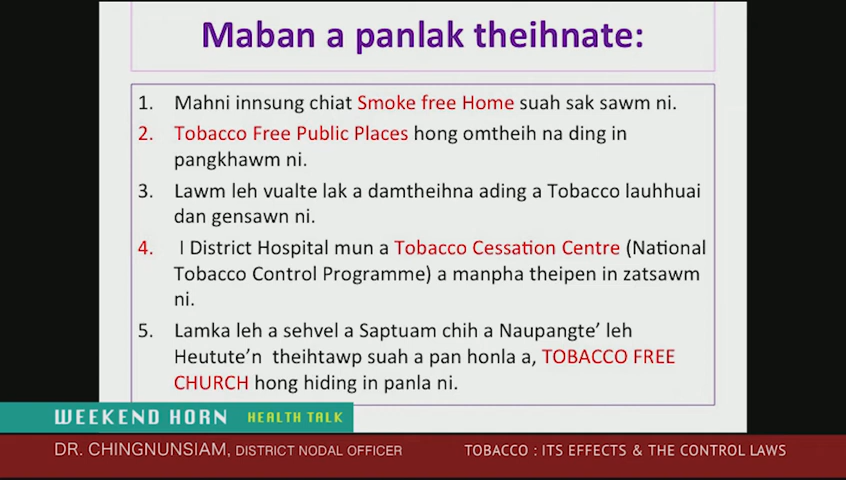 Maban a panlak theihnate:
1. Mahni innsung chiat Smoke free Home suah sak sawm ni.
2. Tobacco Free Public Places hong omtheih na ding in
pangkhawm ni.
3. Lawm leh vualte lak a damtheihna ading a Tobacco lauhhuai
dan gensawn ni.
4. I District Hospital mun a Tobacco Cessation Centre (National
Tobacco Control Programme) a manpha theipen in zatsawm
ni.
5. Lamka leh a sehvel a Saptuam chih a Naupangte’ leh
Heutute’n theihtawp suah a pan honla a, TOBACCO FREE
CHURCH hong hiding in panla ni.
WEEKEND HORN HEALTH TALK
DR. CHINGNUNSIAM, DISTRICT NODAL OFFICER TOBACCO : ITS EFFECTS & THE CONTROL LAWS